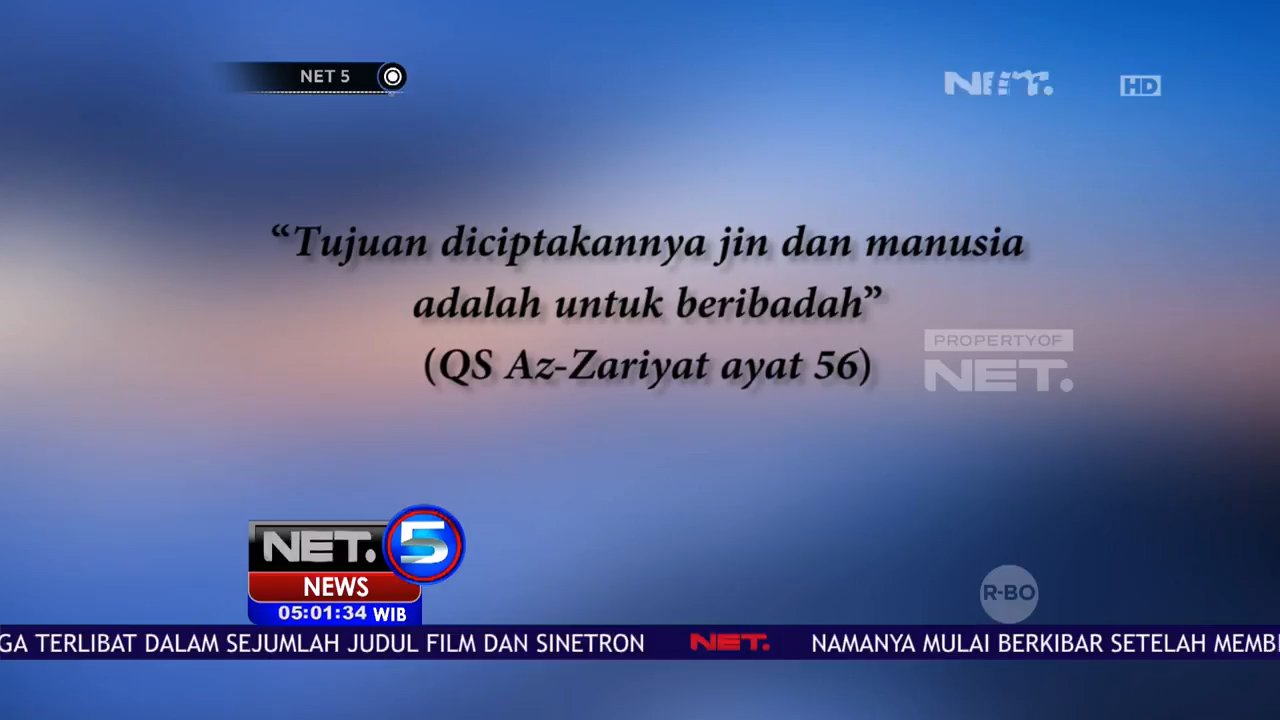 NET 5
NET.
HD
“Tujuan diciptakannya jin dan manusia
adalah untuk beribadah”
(QS Az-Zariyat ayat 56)
PROPERTY OF
NET.
NET. 5
NEWS
05:01:34 WIB
R-BO
GA TERLIBAT DALAM SEJUMLAH JUDUL FILM DAN SINETRON NET. NAMANYA MULAI BERKIBAR SETELAH MEMB